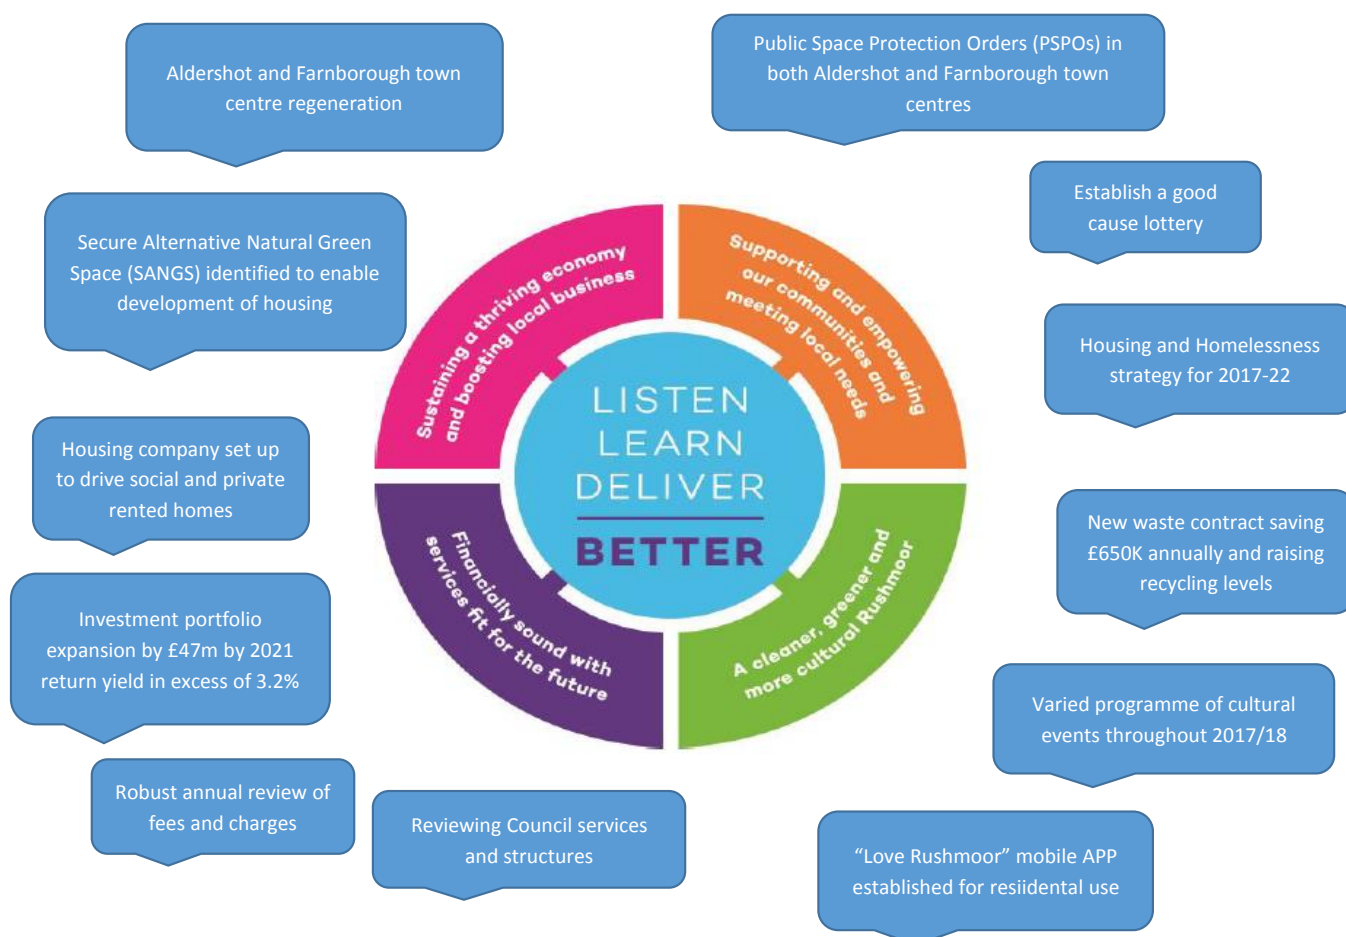 Aldershot and Farnborough town
centre regeneration
Public Space Protection Orders (PSPOs) in
both Aldershot and Farnborough town
centres
Establish a good
cause lottery
Secure Alternative Natural Green
Space (SANGS) identified to enable
development of housing
Sustaining a thriving economy
and boosting local business
Supporting and empowering
our communities and
meeting local needs
Housing and Homelessness
strategy for 2017-22
LISTEN
LEARN
DELIVER
BETTER
Housing company set up
to drive social and private
rented homes
New waste contract saving
£650K annually and raising
recycling levels
Financially sound with
services fit for the future
A cleaner, greener and
more cultural Rushmoor
Investment portfolio
expansion by £47m by 2021
return yield in excess of 3.2%
Varied programme of cultural
events throughout 2017/18
Robust annual review of
fees and charges
Reviewing Council services
and structures
“Love Rushmoor” mobile APP
established for resiidental use